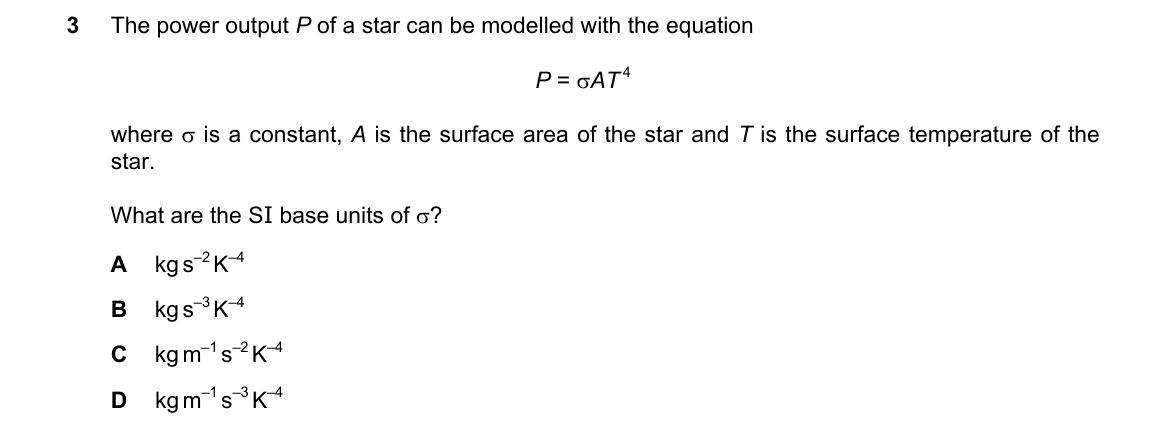 3 The power output P of a star can be modelled with the equation
P = σAT⁴
where σ is a constant, A is the surface area of the star and T is the surface temperature of the
star.
What are the SI base units of σ?
A kg s⁻² K⁻⁴
B kg s⁻³ K⁻⁴
C kg m⁻¹ s⁻² K⁻⁴
D kg m⁻¹ s⁻³ K⁻⁴